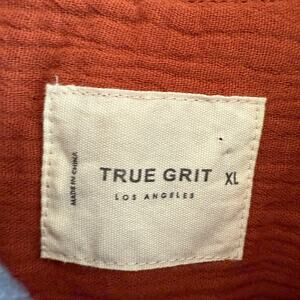 MADE IN CHINA
TRUE GRIT XL
LOS ANGELES